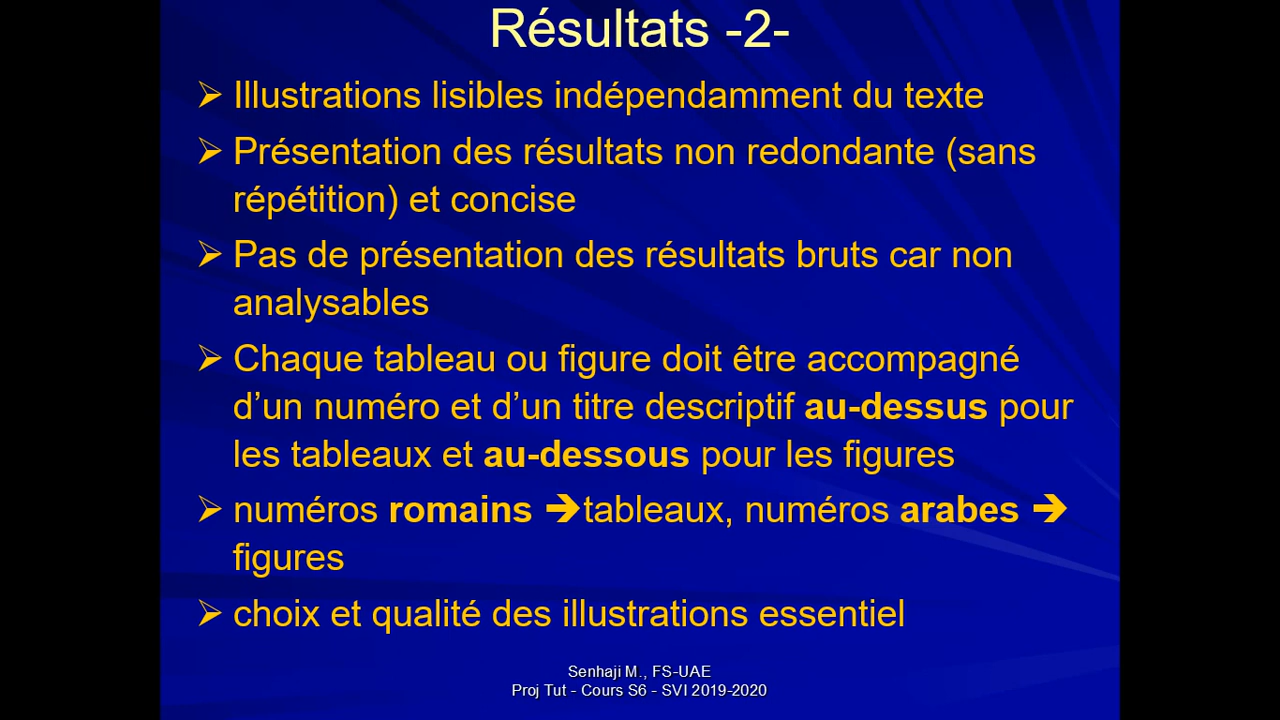 Résultats -2-
➢ Illustrations lisibles indépendamment du texte
➢ Présentation des résultats non redondante (sans
répétition) et concise
➢ Pas de présentation des résultats bruts car non
analysables
➢ Chaque tableau ou figure doit être accompagné
d’un numéro et d’un titre descriptif au-dessus pour
les tableaux et au-dessous pour les figures
➢ numéros romains ➔tableaux, numéros arabes ➔
figures
➢ choix et qualité des illustrations essentiel
Senhaji M., FS-UAE
Proj Tut - Cours S6 - SVI 2019-2020